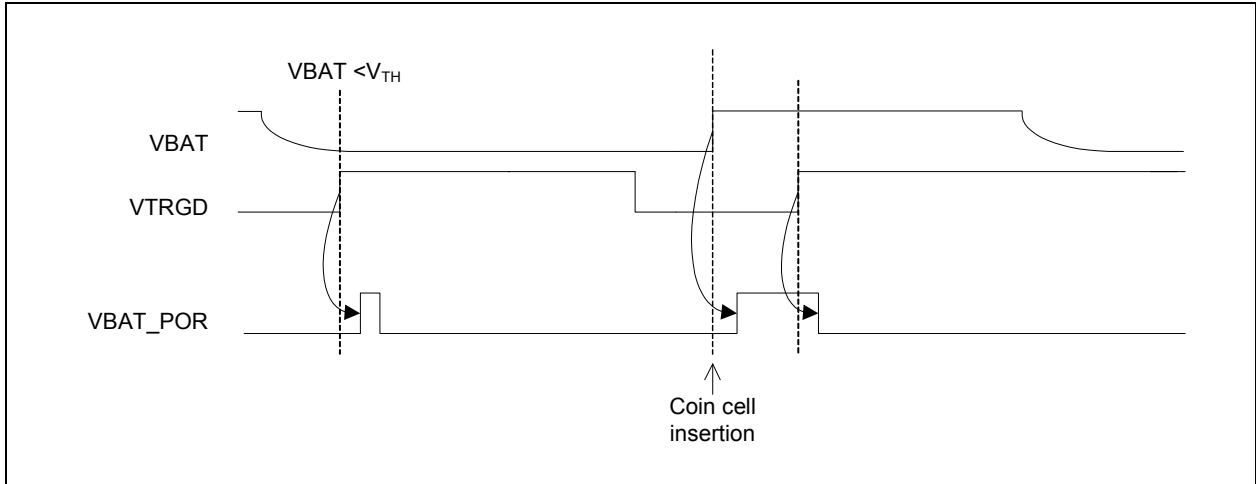 VBAT <VTH
VBAT
VTRGD
VBAT_POR
Coin cell
insertion